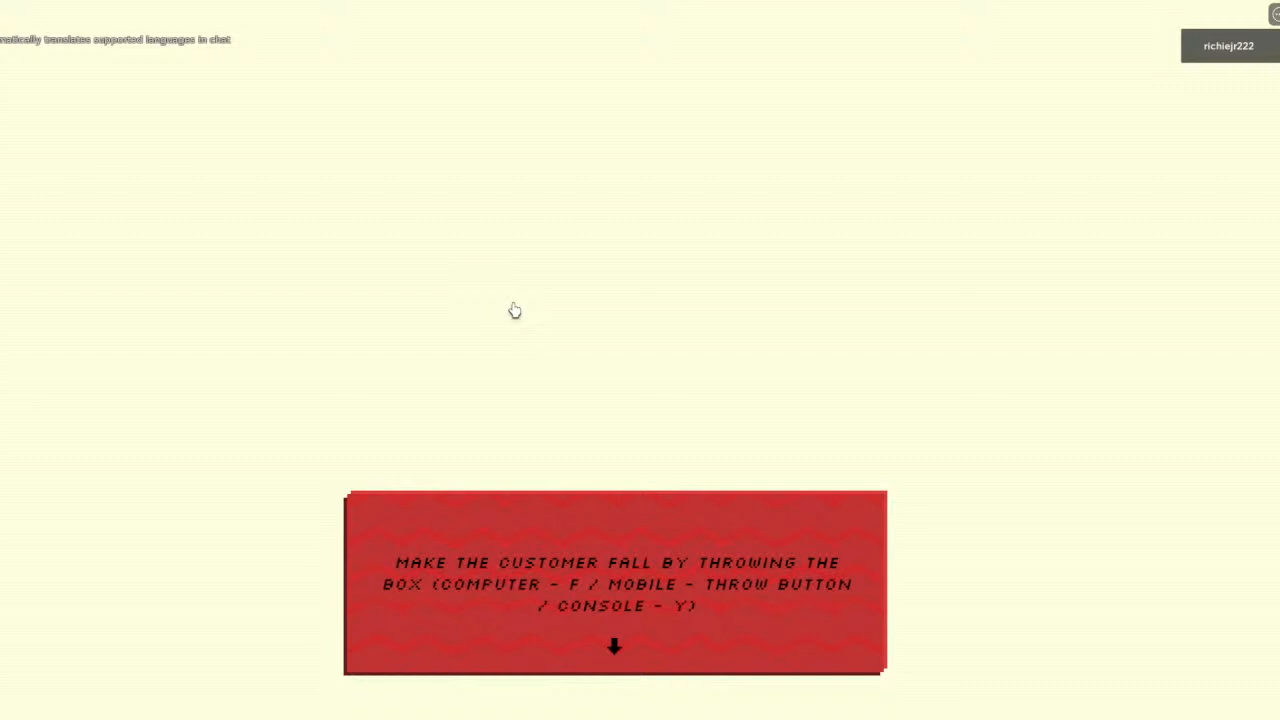 matically translates supported languages in chat
richiejr222
MAKE THE CUSTOMER FALL BY THROWING THE
BOX (COMPUTER - F / MOBILE - THROW BUTTON
/ CONSOLE - Y)